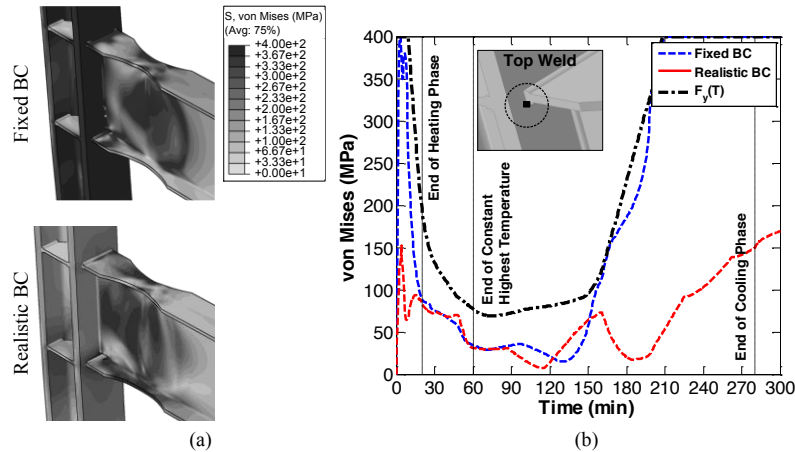 Fixed BC
Realistic BC
S, von Mises (MPa)
(Avg: 75%)
+4.00e+2
+3.67e+2
+3.33e+2
+3.00e+2
+2.67e+2
+2.33e+2
+2.00e+2
+1.67e+2
+1.33e+2
+1.00e+2
+6.67e+1
+3.33e+1
+0.00e+1
(a)
von Mises (MPa)
400
350
300
250
200
150
100
50
0
0
30
60
90
120
150
180
210
240
270
300
Time (min)
End of Heating Phase
End of Constant
Highest Temperature
End of Cooling Phase
Top Weld
Fixed BC
Realistic BC
Fy(T)
(b)